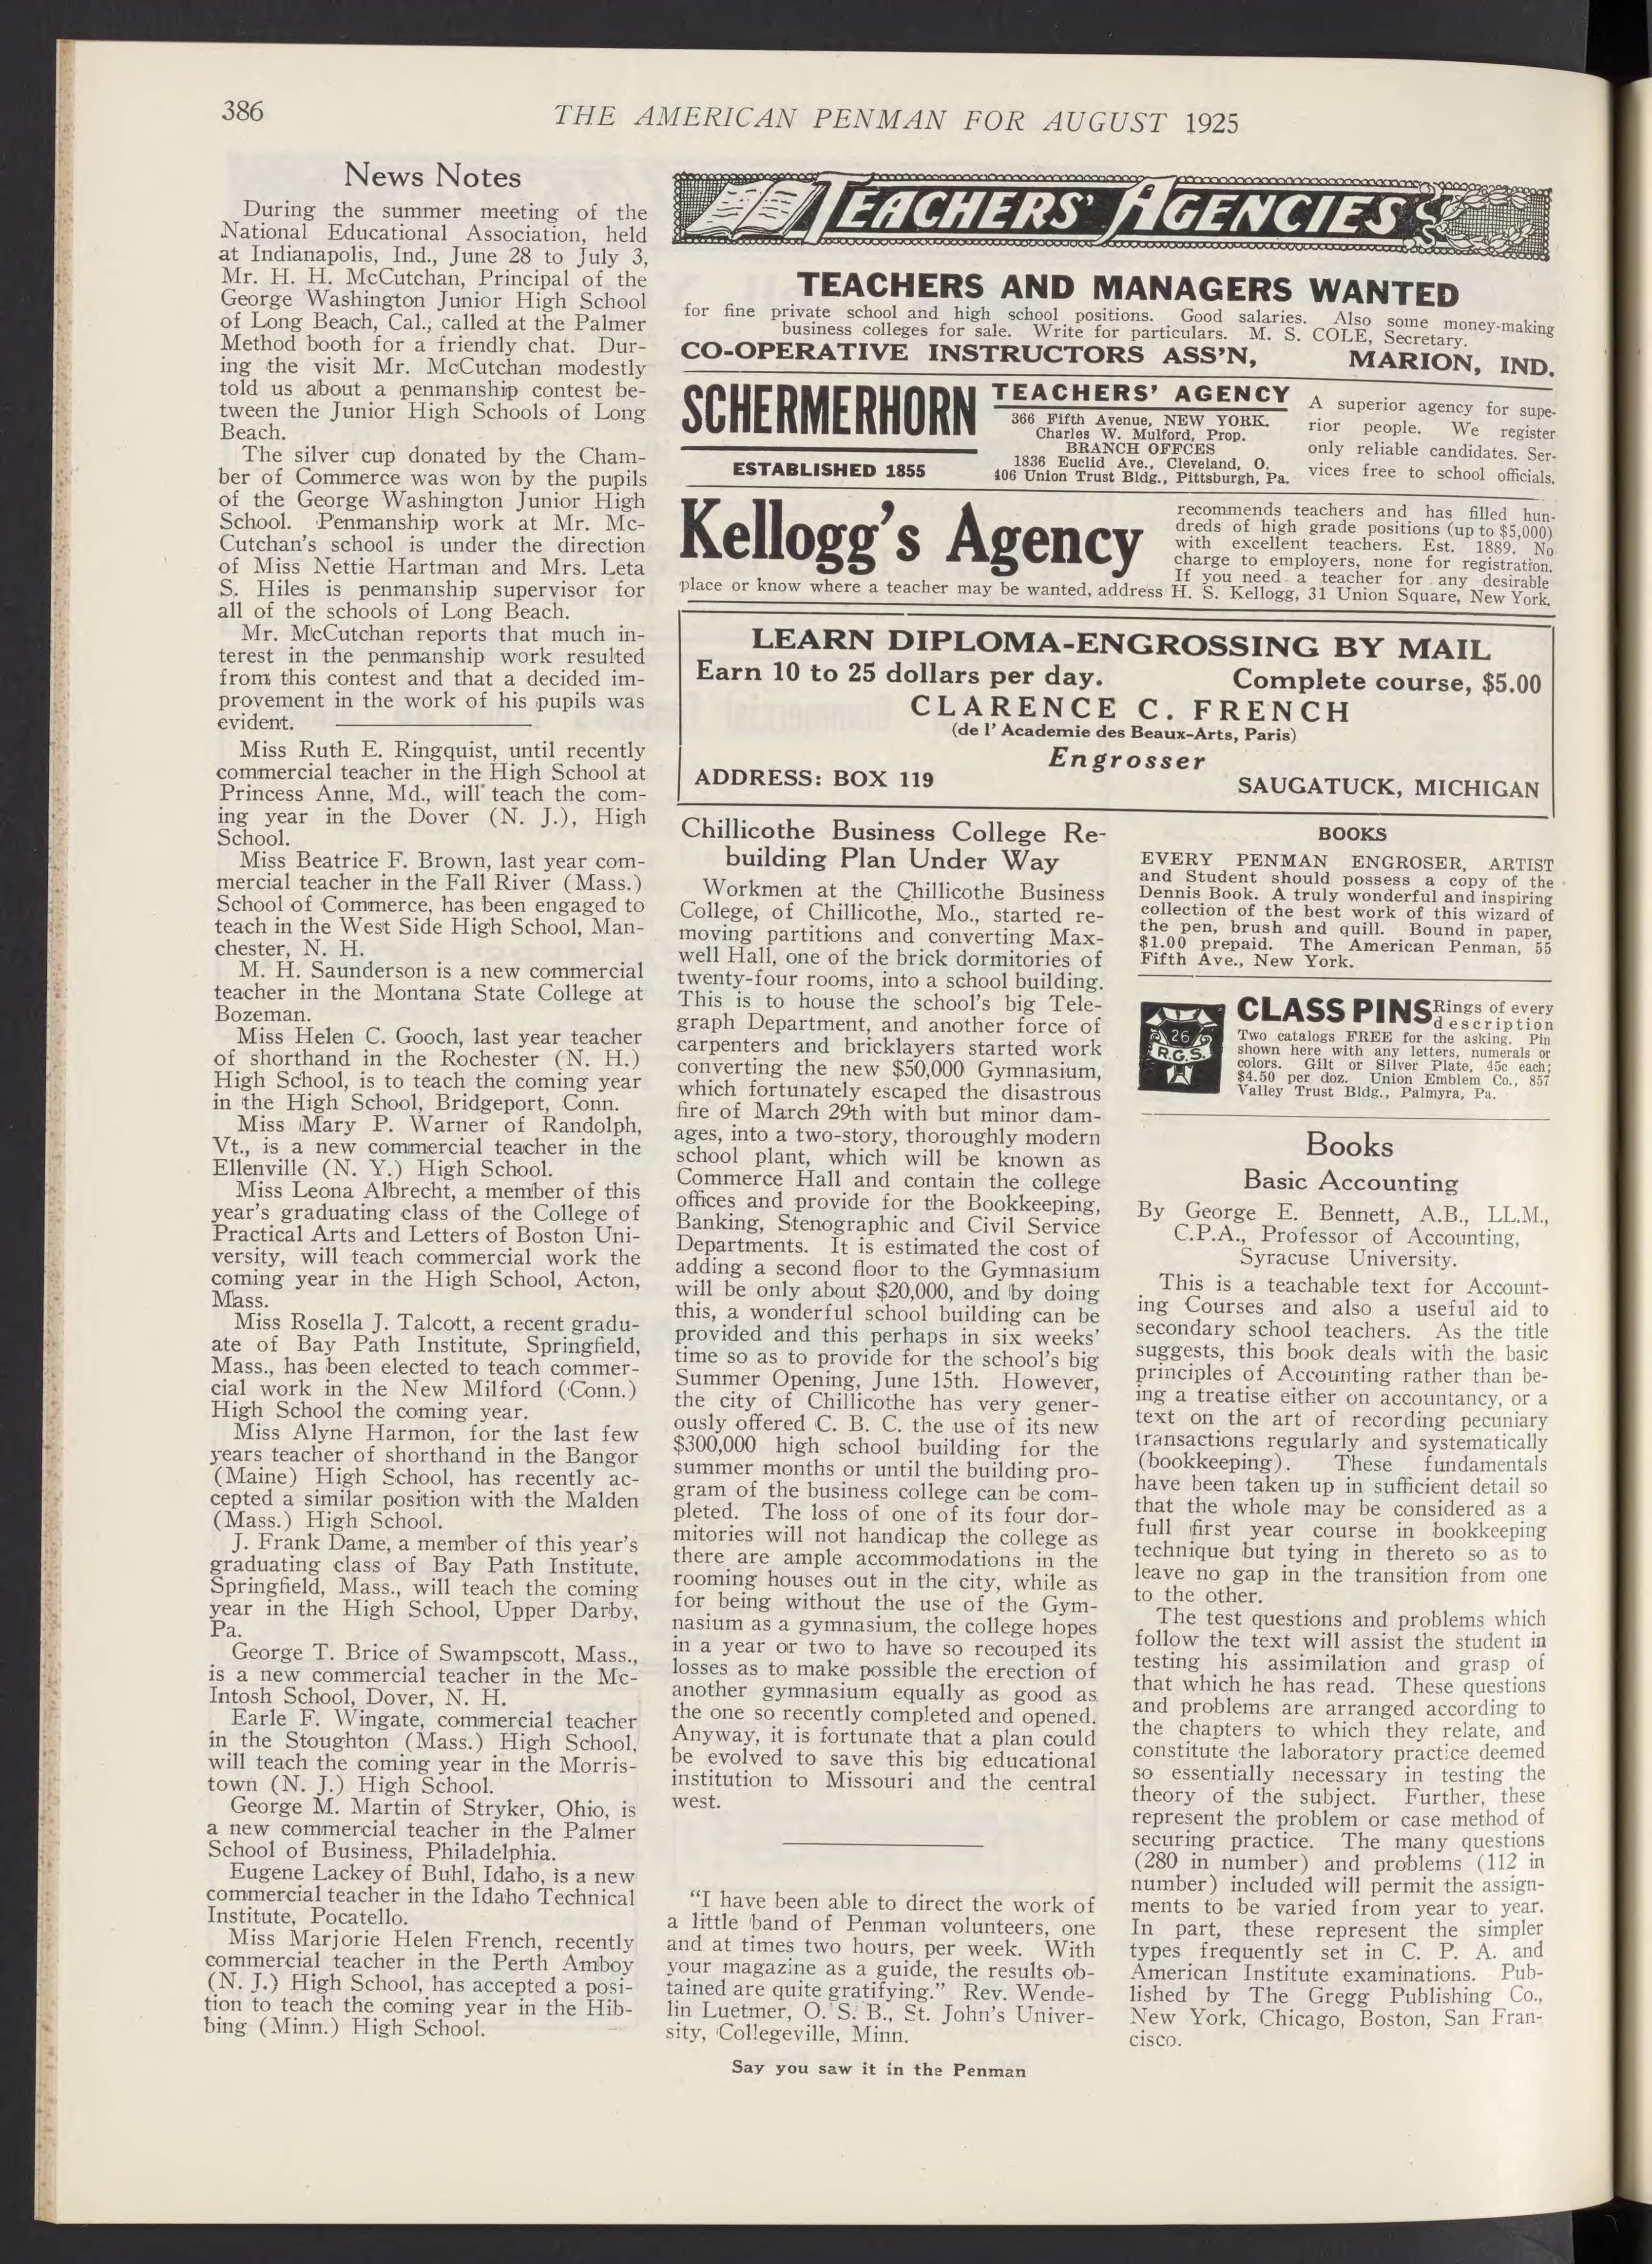 386
THE AMERICAN PENMAN FOR AUGUST 1925
News Notes
During the summer meeting of the
National Educational Association, held
at Indianapolis, Ind., June 28 to July 3,
Mr. H. H. McCutchan, Principal of the
George Washington Junior High School
of Long Beach, Cal., called at the Palmer
Method booth for a friendly chat. Dur-
ing the visit Mr. McCutchan modestly
told us about a penmanship contest be-
tween the Junior High Schools of Long
Beach.
The silver cup donated by the Cham-
ber of Commerce was won by the pupils
of the George Washington Junior High
School. Penmanship work at Mr. Mc-
Cutchan's school is under the direction
of Miss Nettie Hartman and Mrs. Leta
S. Hiles is penmanship supervisor for
all of the schools of Long Beach.
Mr. McCutchan reports that much in-
terest in the penmanship work resulted
from this contest and that a decided im-
provement in the work of his pupils was
evident.
Miss Ruth E. Ringquist, until recently
commercial teacher in the High School at
Princess Anne, Md., will teach the com-
ing year in the Dover (N. J.), High
School.
Miss Beatrice F. Brown, last year com-
mercial teacher in the Fall River (Mass.)
School of Commerce, has been engaged to
teach in the West Side High School, Man-
chester, N. H.
M. H. Saunderson is a new commercial
teacher in the Montana State College at
Bozeman.
Miss Helen C. Gooch, last year teacher
of shorthand in the Rochester (N. H.)
High School, is to teach the coming year
in the High School, Bridgeport, Conn.
Miss Mary P. Warner of Randolph,
Vt., is a new commercial teacher in the
Ellenville (N. Y.) High School.
Miss Leona Albrecht, a member of this
year's graduating class of the College of
Practical Arts and Letters of Boston Uni-
versity, will teach commercial work the
coming year in the High School, Acton,
Mass.
Miss Rosella J. Talcott, a recent gradu-
ate of Bay Path Institute, Springfield,
Mass., has been elected to teach commer-
cial work in the New Milford (Conn.)
High School the coming year.
Miss Alyne Harmon, for the last few
years teacher of shorthand in the Bangor
(Maine) High School, has recently ac-
cepted a similar position with the Malden
(Mass.) High School.
J. Frank Dame, a member of this year's
graduating class of Bay Path Institute,
Springfield, Mass., will teach the coming
year in the High School, Upper Darby,
Pa.
George T. Brice of Swampscott, Mass.,
is a new commercial teacher in the Mc-
Intosh School, Dover, N. H.
Earle F. Wingate, commercial teacher
in the Stoughton (Mass.) High School,
will teach the coming year in the Morris-
town (N. J.) High School.
George M. Martin of Stryker, Ohio, is
a new commercial teacher in the Palmer
School of Business, Philadelphia.
Eugene Lackey of Buhl, Idaho, is a new
commercial teacher in the Idaho Technical
Institute, Pocatello.
Miss Marjorie Helen French, recently
commercial teacher in the Perth Amboy
(N. J.) High School, has accepted a posi-
tion to teach the coming year in the Hib-
bing (Minn.) High School.
TEACHERS' AGENCIES
TEACHERS AND MANAGERS WANTED
for fine private school and high school positions. Good salaries. Also some money-making
business colleges for sale. Write for particulars. M. S. COLE, Secretary.
CO-OPERATIVE INSTRUCTORS ASS'N, MARION, IND.
SCHERMERHORN
ESTABLISHED 1855
TEACHERS' AGENCY
366 Fifth Avenue, NEW YORK.
Charles W. Mulford, Prop.
BRANCH OFFCES
1836 Euclid Ave., Cleveland, O.
406 Union Trust Bldg., Pittsburgh, Pa.
A superior agency for supe-
rior people. We register
only reliable candidates. Ser-
vices free to school officials.
Kellogg's Agency
recommends teachers and has filled hun-
dreds of high grade positions (up to $5,000)
with excellent teachers. Est. 1889. No
charge to employers, none for registration.
If you need a teacher for any desirable
place or know where a teacher may be wanted, address H. S. Kellogg, 31 Union Square, New York.
LEARN DIPLOMA-ENGROSSING BY MAIL
Earn 10 to 25 dollars per day. Complete course, $5.00
CLARENCE C. FRENCH
(de l' Academie des Beaux-Arts, Paris)
Engrosser
ADDRESS: BOX 119 SAUGATUCK, MICHIGAN
Chillicothe Business College Re-
building Plan Under Way
Workmen at the Chillicothe Business
College, of Chillicothe, Mo., started re-
moving partitions and converting Max-
well Hall, one of the brick dormitories of
twenty-four rooms, into a school building.
This is to house the school's big Tele-
graph Department, and another force of
carpenters and bricklayers started work
converting the new $50,000 Gymnasium,
which fortunately escaped the disastrous
fire of March 29th with but minor dam-
ages, into a two-story, thoroughly modern
school plant, which will be known as
Commerce Hall and contain the college
offices and provide for the Bookkeeping,
Banking, Stenographic and Civil Service
Departments. It is estimated the cost of
adding a second floor to the Gymnasium
will be only about $20,000, and by doing
this, a wonderful school building can be
provided and this perhaps in six weeks'
time so as to provide for the school's big
Summer Opening, June 15th. However,
the city of Chillicothe has very gener-
ously offered C. B. C. the use of its new
$300,000 high school building for the
summer months or until the building pro-
gram of the business college can be com-
pleted. The loss of one of its four dor-
mitories will not handicap the college as
there are ample accommodations in the
rooming houses out in the city, while as
for being without the use of the Gym-
nasium as a gymnasium, the college hopes
in a year or two to have so recouped its
losses as to make possible the erection of
another gymnasium equally as good as
the one so recently completed and opened.
Anyway, it is fortunate that a plan could
be evolved to save this big educational
institution to Missouri and the central
west.
"I have been able to direct the work of
a little band of Penman volunteers, one
and at times two hours, per week. With
your magazine as a guide, the results ob-
tained are quite gratifying." Rev. Wende-
lin Luetmer, O. S. B., St. John's Univer-
sity, Collegeville, Minn.
BOOKS
EVERY PENMAN ENGROSER, ARTIST
and Student should possess a copy of the
Dennis Book. A truly wonderful and inspiring
collection of the best work of this wizard of
the pen, brush and quill. Bound in paper,
$1.00 prepaid. The American Penman, 55
Fifth Ave., New York.
26
R.G.S.
CLASS PINS Rings of every
description
Two catalogs FREE for the asking. Pin
shown here with any letters, numerals or
colors. Gilt or Silver Plate, 45c each;
$4.50 per doz. Union Emblem Co., 857
Valley Trust Bldg., Palmyra, Pa.
Books
Basic Accounting
By George E. Bennett, A.B., LL.M.,
C.P.A., Professor of Accounting,
Syracuse University.
This is a teachable text for Account-
ing Courses and also a useful aid to
secondary school teachers. As the title
suggests, this book deals with the basic
principles of Accounting rather than be-
ing a treatise either on accountancy, or a
text on the art of recording pecuniary
transactions regularly and systematically
(bookkeeping). These fundamentals
have been taken up in sufficient detail so
that the whole may be considered as a
full first year course in bookkeeping
technique but tying in thereto so as to
leave no gap in the transition from one
to the other.
The test questions and problems which
follow the text will assist the student in
testing his assimilation and grasp of
that which he has read. These questions
and problems are arranged according to
the chapters to which they relate, and
constitute the laboratory practice deemed
so essentially necessary in testing the
theory of the subject. Further, these
represent the problem or case method of
securing practice. The many questions
(280 in number) and problems (112 in
number) included will permit the assign-
ments to be varied from year to year.
In part, these represent the simpler
types frequently set in C. P. A. and
American Institute examinations. Pub-
lished by The Gregg Publishing Co.,
New York, Chicago, Boston, San Fran-
cisco.
Say you saw it in the Penman